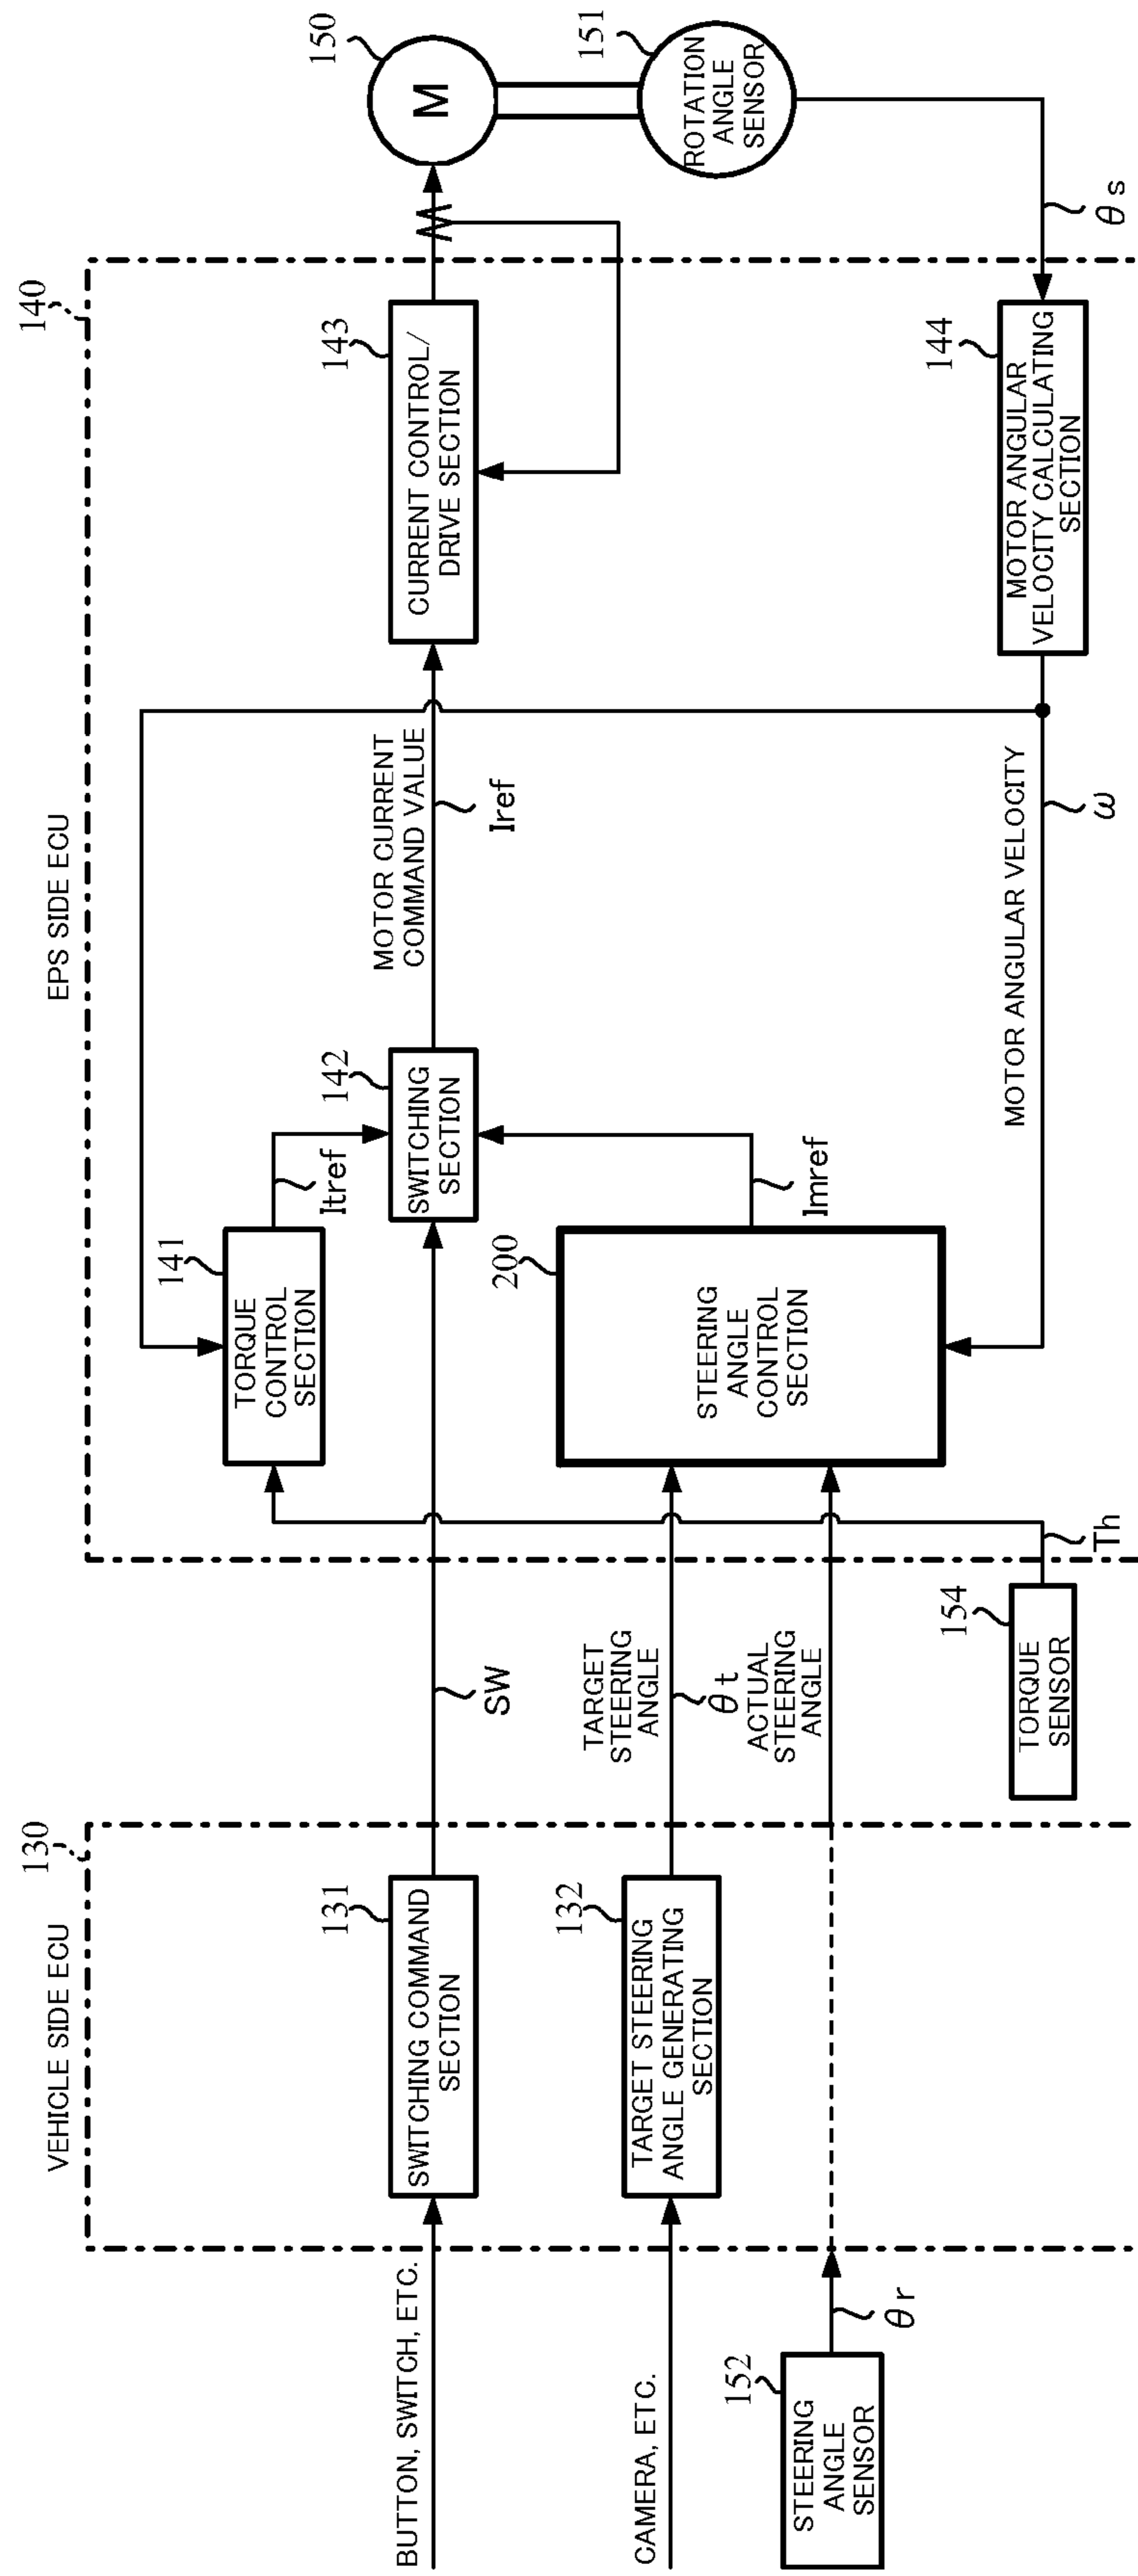 VEHICLE SIDE ECU
130
EPS SIDE ECU
140
BUTTON, SWITCH, ETC.
131
SWITCHING COMMAND
SECTION
SW
CAMERA, ETC.
132
TARGET STEERING
ANGLE GENERATING
SECTION
TARGET
STEERING
ANGLE
θt
152
STEERING
ANGLE
SENSOR
θr
ACTUAL
STEERING
ANGLE
154
TORQUE
SENSOR
Th
141
TORQUE
CONTROL
SECTION
Itref
142
SWITCHING
SECTION
200
STEERING
ANGLE
CONTROL
SECTION
Imref
MOTOR CURRENT
COMMAND VALUE
Iref
143
CURRENT CONTROL/
DRIVE SECTION
MOTOR ANGULAR VELOCITY
ω
144
MOTOR ANGULAR
VELOCITY CALCULATING
SECTION
θs
150
M
151
ROTATION
ANGLE
SENSOR